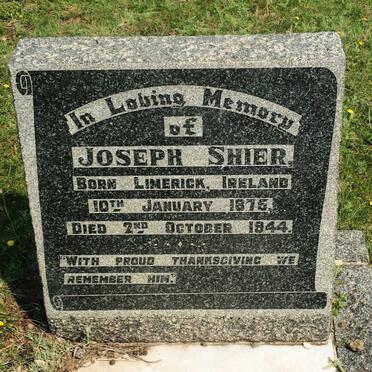 In Loving Memory
of
JOSEPH SHIER,
BORN LIMERICK, IRELAND
10TH JANUARY 1875.
DIED 2ND OCTOBER 1944.
"WITH PROUD THANKSGIVING WE
REMEMBER HIM."